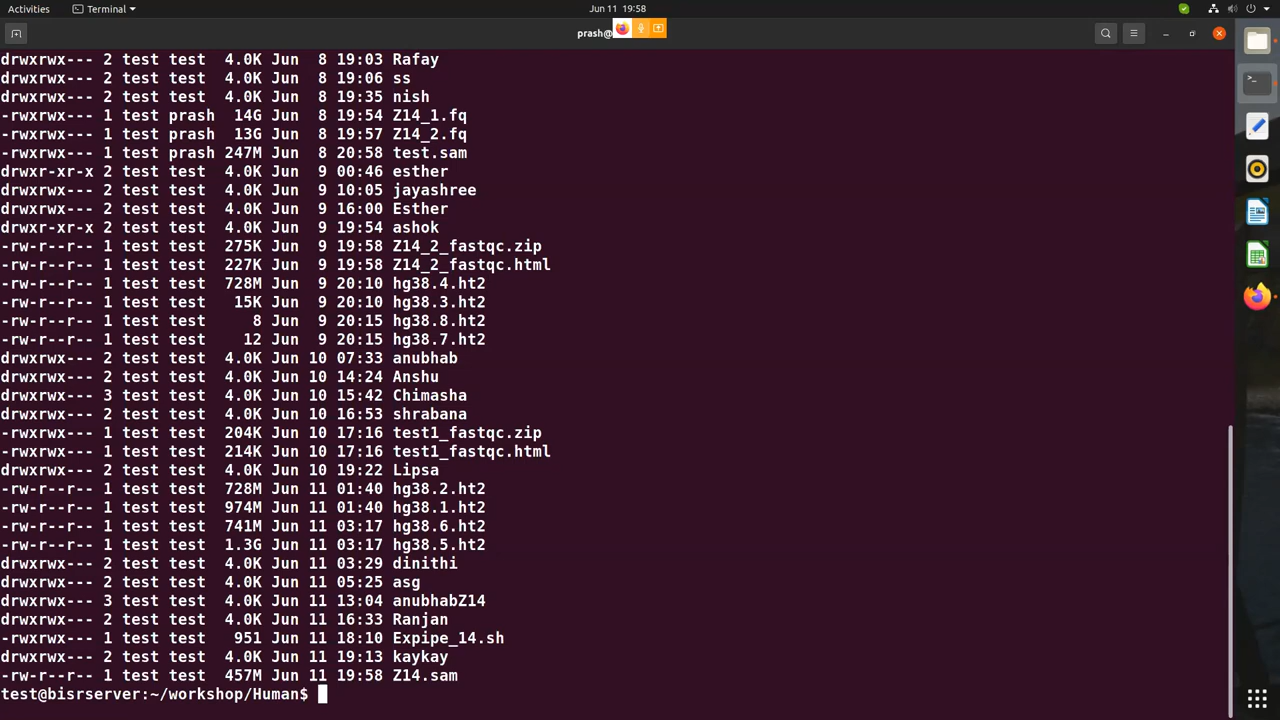 Activities Terminal Jun 11 19:58
prash@
drwxrwx--- 2 test test 4.0K Jun 8 19:03 Rafay
drwxrwx--- 2 test test 4.0K Jun 8 19:06 ss
drwxrwx--- 2 test test 4.0K Jun 8 19:35 nish
-rwxrwx--- 1 test prash 14G Jun 8 19:54 Z14_1.fq
-rwxrwx--- 1 test prash 13G Jun 8 19:57 Z14_2.fq
-rwxrwx--- 1 test prash 247M Jun 8 20:58 test.sam
drwxr-xr-x 2 test test 4.0K Jun 9 00:46 esther
drwxrwx--- 2 test test 4.0K Jun 9 10:05 jayashree
drwxrwx--- 2 test test 4.0K Jun 9 16:00 Esther
drwxr-xr-x 2 test test 4.0K Jun 9 19:54 ashok
-rw-r--r-- 1 test test 275K Jun 9 19:58 Z14_2_fastqc.zip
-rw-r--r-- 1 test test 227K Jun 9 19:58 Z14_2_fastqc.html
-rw-r--r-- 1 test test 728M Jun 9 20:10 hg38.4.ht2
-rw-r--r-- 1 test test 15K Jun 9 20:10 hg38.3.ht2
-rw-r--r-- 1 test test 8 Jun 9 20:15 hg38.8.ht2
-rw-r--r-- 1 test test 12 Jun 9 20:15 hg38.7.ht2
drwxrwx--- 2 test test 4.0K Jun 10 07:33 anubhab
drwxrwx--- 2 test test 4.0K Jun 10 14:24 Anshu
drwxrwx--- 3 test test 4.0K Jun 10 15:42 Chimasha
drwxrwx--- 2 test test 4.0K Jun 10 16:53 shrabana
-rwxrwx--- 1 test test 204K Jun 10 17:16 test1_fastqc.zip
-rwxrwx--- 1 test test 214K Jun 10 17:16 test1_fastqc.html
drwxrwx--- 2 test test 4.0K Jun 10 19:22 Lipsa
-rw-r--r-- 1 test test 728M Jun 11 01:40 hg38.2.ht2
-rw-r--r-- 1 test test 974M Jun 11 01:40 hg38.1.ht2
-rw-r--r-- 1 test test 741M Jun 11 03:17 hg38.6.ht2
-rw-r--r-- 1 test test 1.3G Jun 11 03:17 hg38.5.ht2
drwxrwx--- 2 test test 4.0K Jun 11 03:29 dinithi
drwxrwx--- 2 test test 4.0K Jun 11 05:25 asg
drwxrwx--- 3 test test 4.0K Jun 11 13:04 anubhabZ14
drwxrwx--- 2 test test 4.0K Jun 11 16:33 Ranjan
-rwxrwx--- 1 test test 951 Jun 11 18:10 Expipe_14.sh
drwxrwx--- 2 test test 4.0K Jun 11 19:13 kaykay
-rw-r--r-- 1 test test 457M Jun 11 19:58 Z14.sam
test@bisrserver:~/workshop/Human$